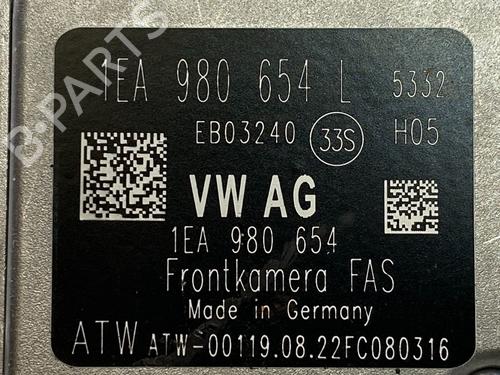 1EA 980 654 L 5332
EB03240 33S H05
VW AG
1EA 980 654
Frontkamera FAS
Made in Germany
ATW ATW-00119.08.22FC080316
B-PARTS